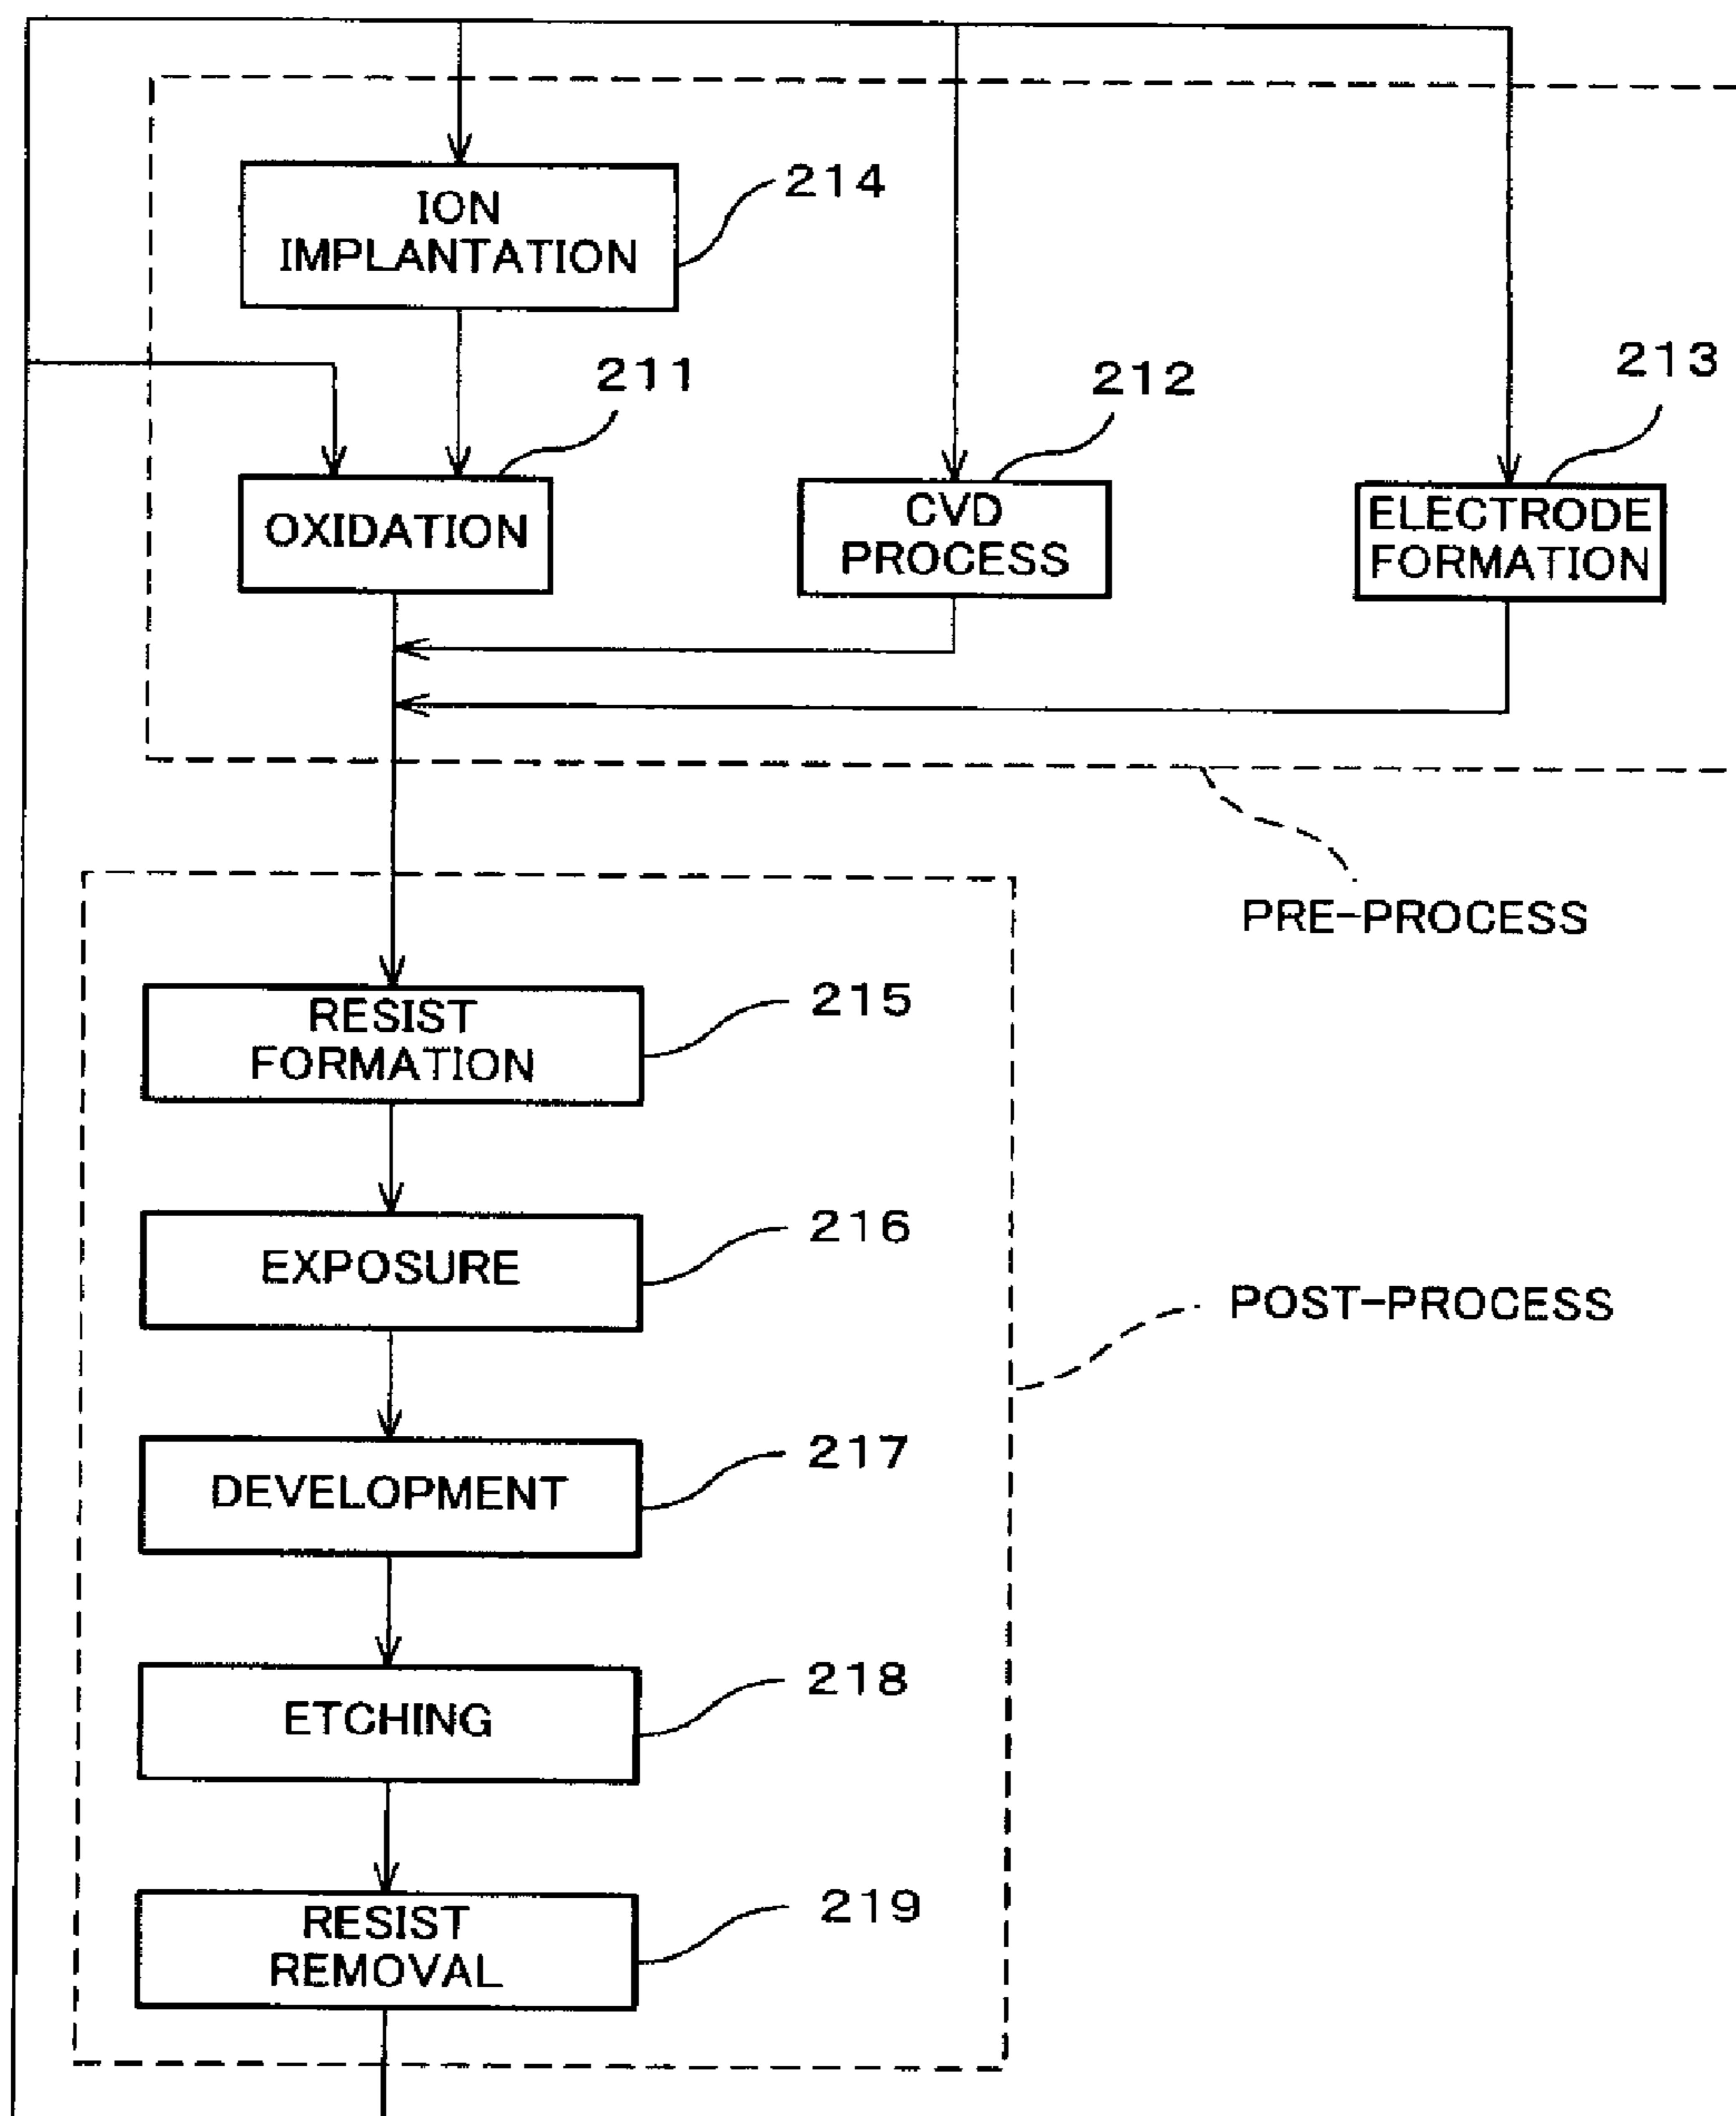 ION
IMPLANTATION
214
211
212
213
OXIDATION
CVD
PROCESS
ELECTRODE
FORMATION
PRE-PROCESS
RESIST
FORMATION
215
EXPOSURE
216
POST-PROCESS
DEVELOPMENT
217
ETCHING
218
RESIST
REMOVAL
219